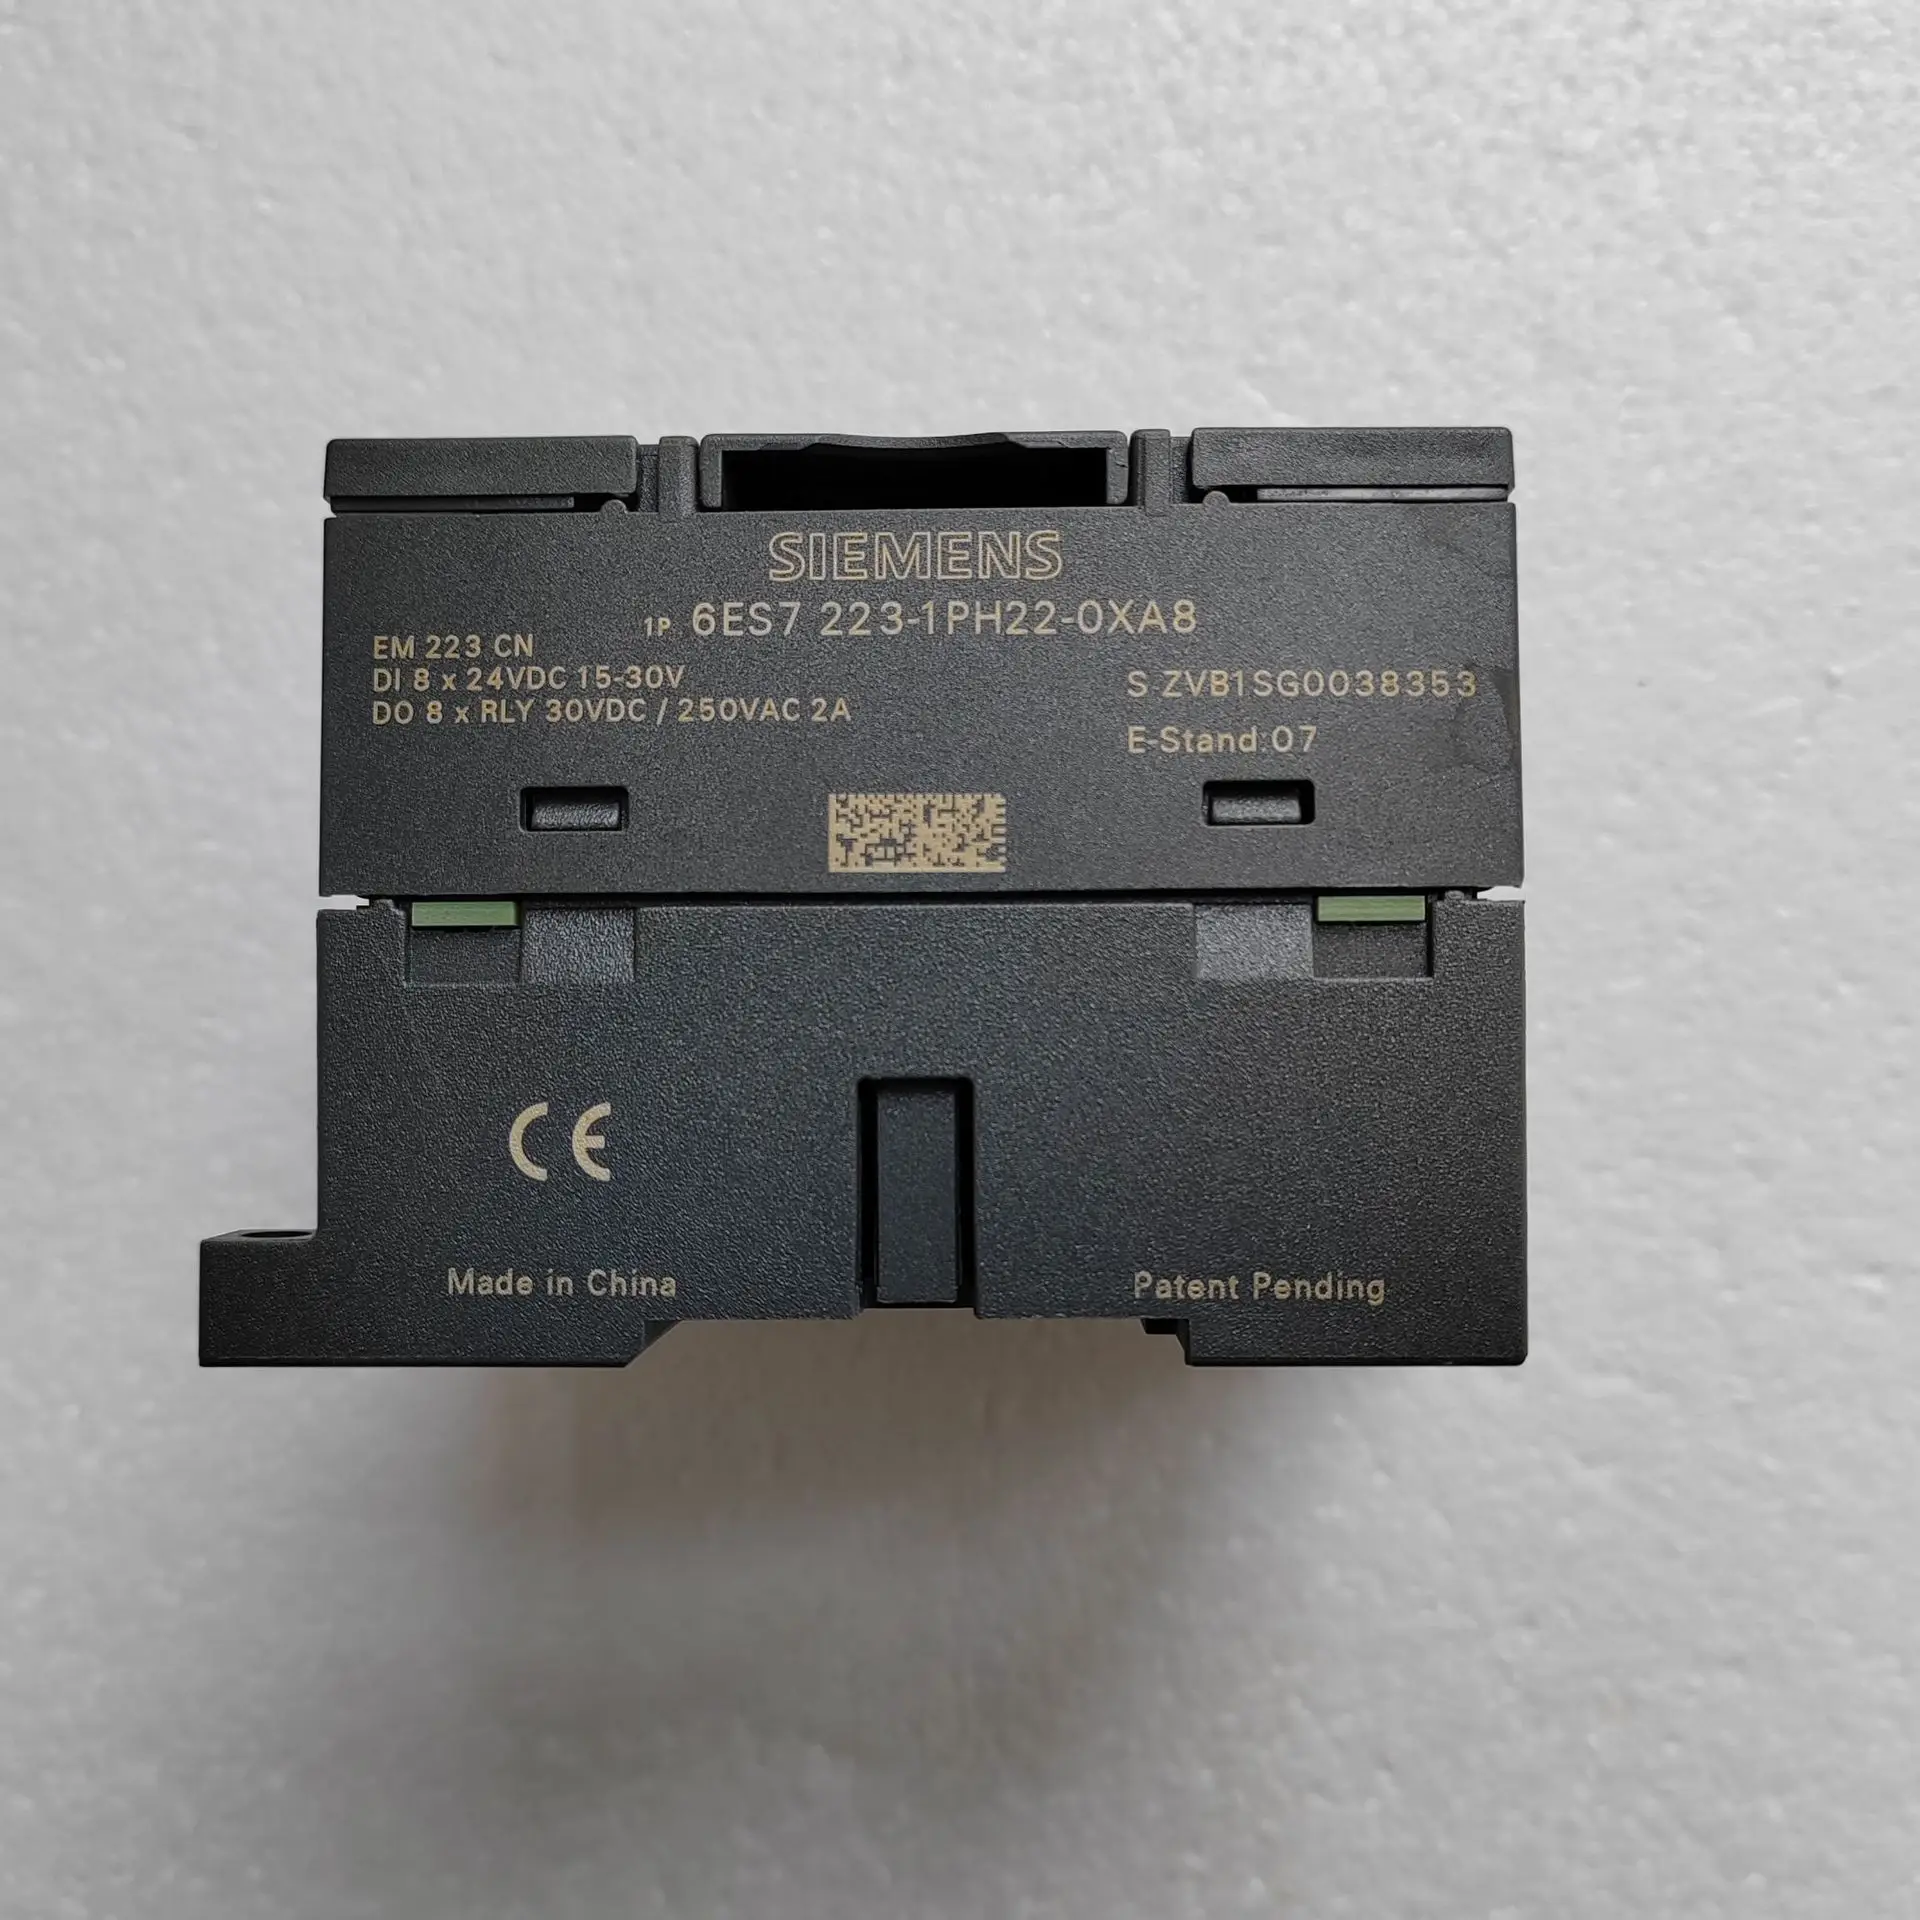 SIEMENS
1P 6ES7 223-1PH22-0XA8
EM 223 CN
DI 8 x 24VDC 15-30V
DO 8 x RLY 30VDC / 250VAC 2A
S ZVB1SG0038353
E-Stand:07
CE
Made in China
Patent Pending